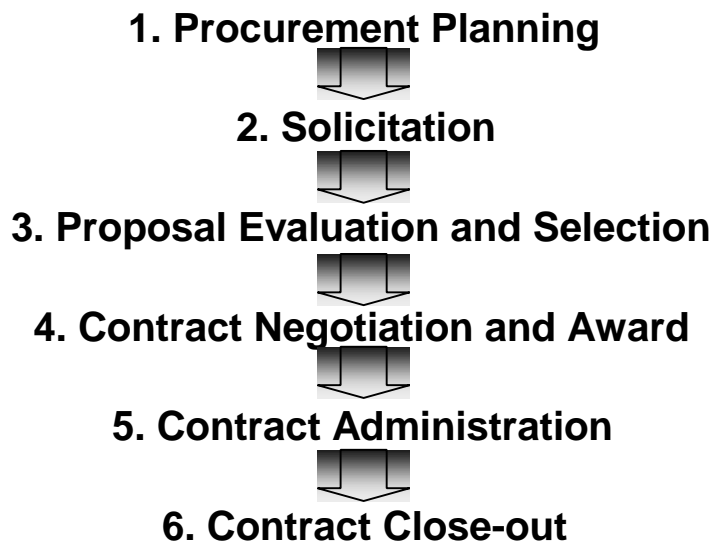 1. Procurement Planning
2. Solicitation
3. Proposal Evaluation and Selection
4. Contract Negotiation and Award
5. Contract Administration
6. Contract Close-out